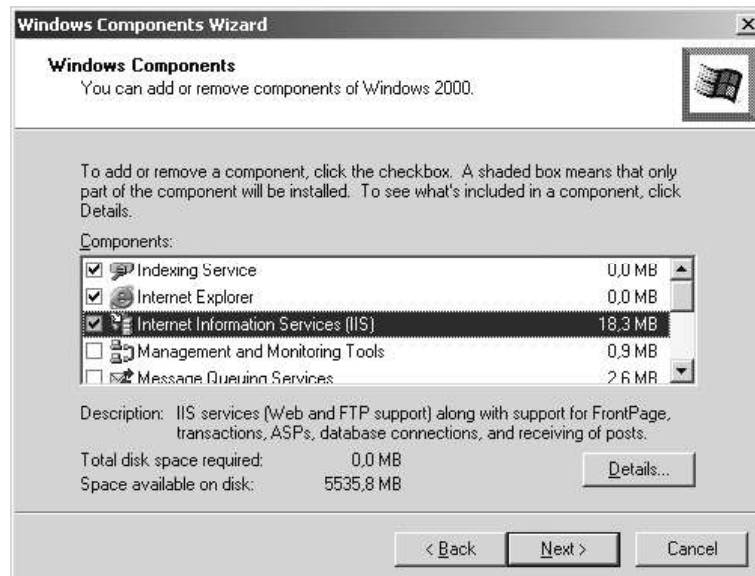 Windows Components Wizard
Windows Components
You can add or remove components of Windows 2000.
To add or remove a component, click the checkbox. A shaded box means that only
part of the component will be installed. To see what's included in a component, click
Details.
Components:
Indexing Service 0,0 MB
Internet Explorer 0,0 MB
Internet Information Services (IIS) 18,3 MB
Management and Monitoring Tools 0,9 MB
Message Queuing Services 2,6 MB
Description: IIS services (Web and FTP support) along with support for FrontPage,
transactions, ASPs, database connections, and receiving of posts.
Total disk space required: 0,0 MB
Space available on disk: 5535,8 MB
Details...
< Back Next > Cancel